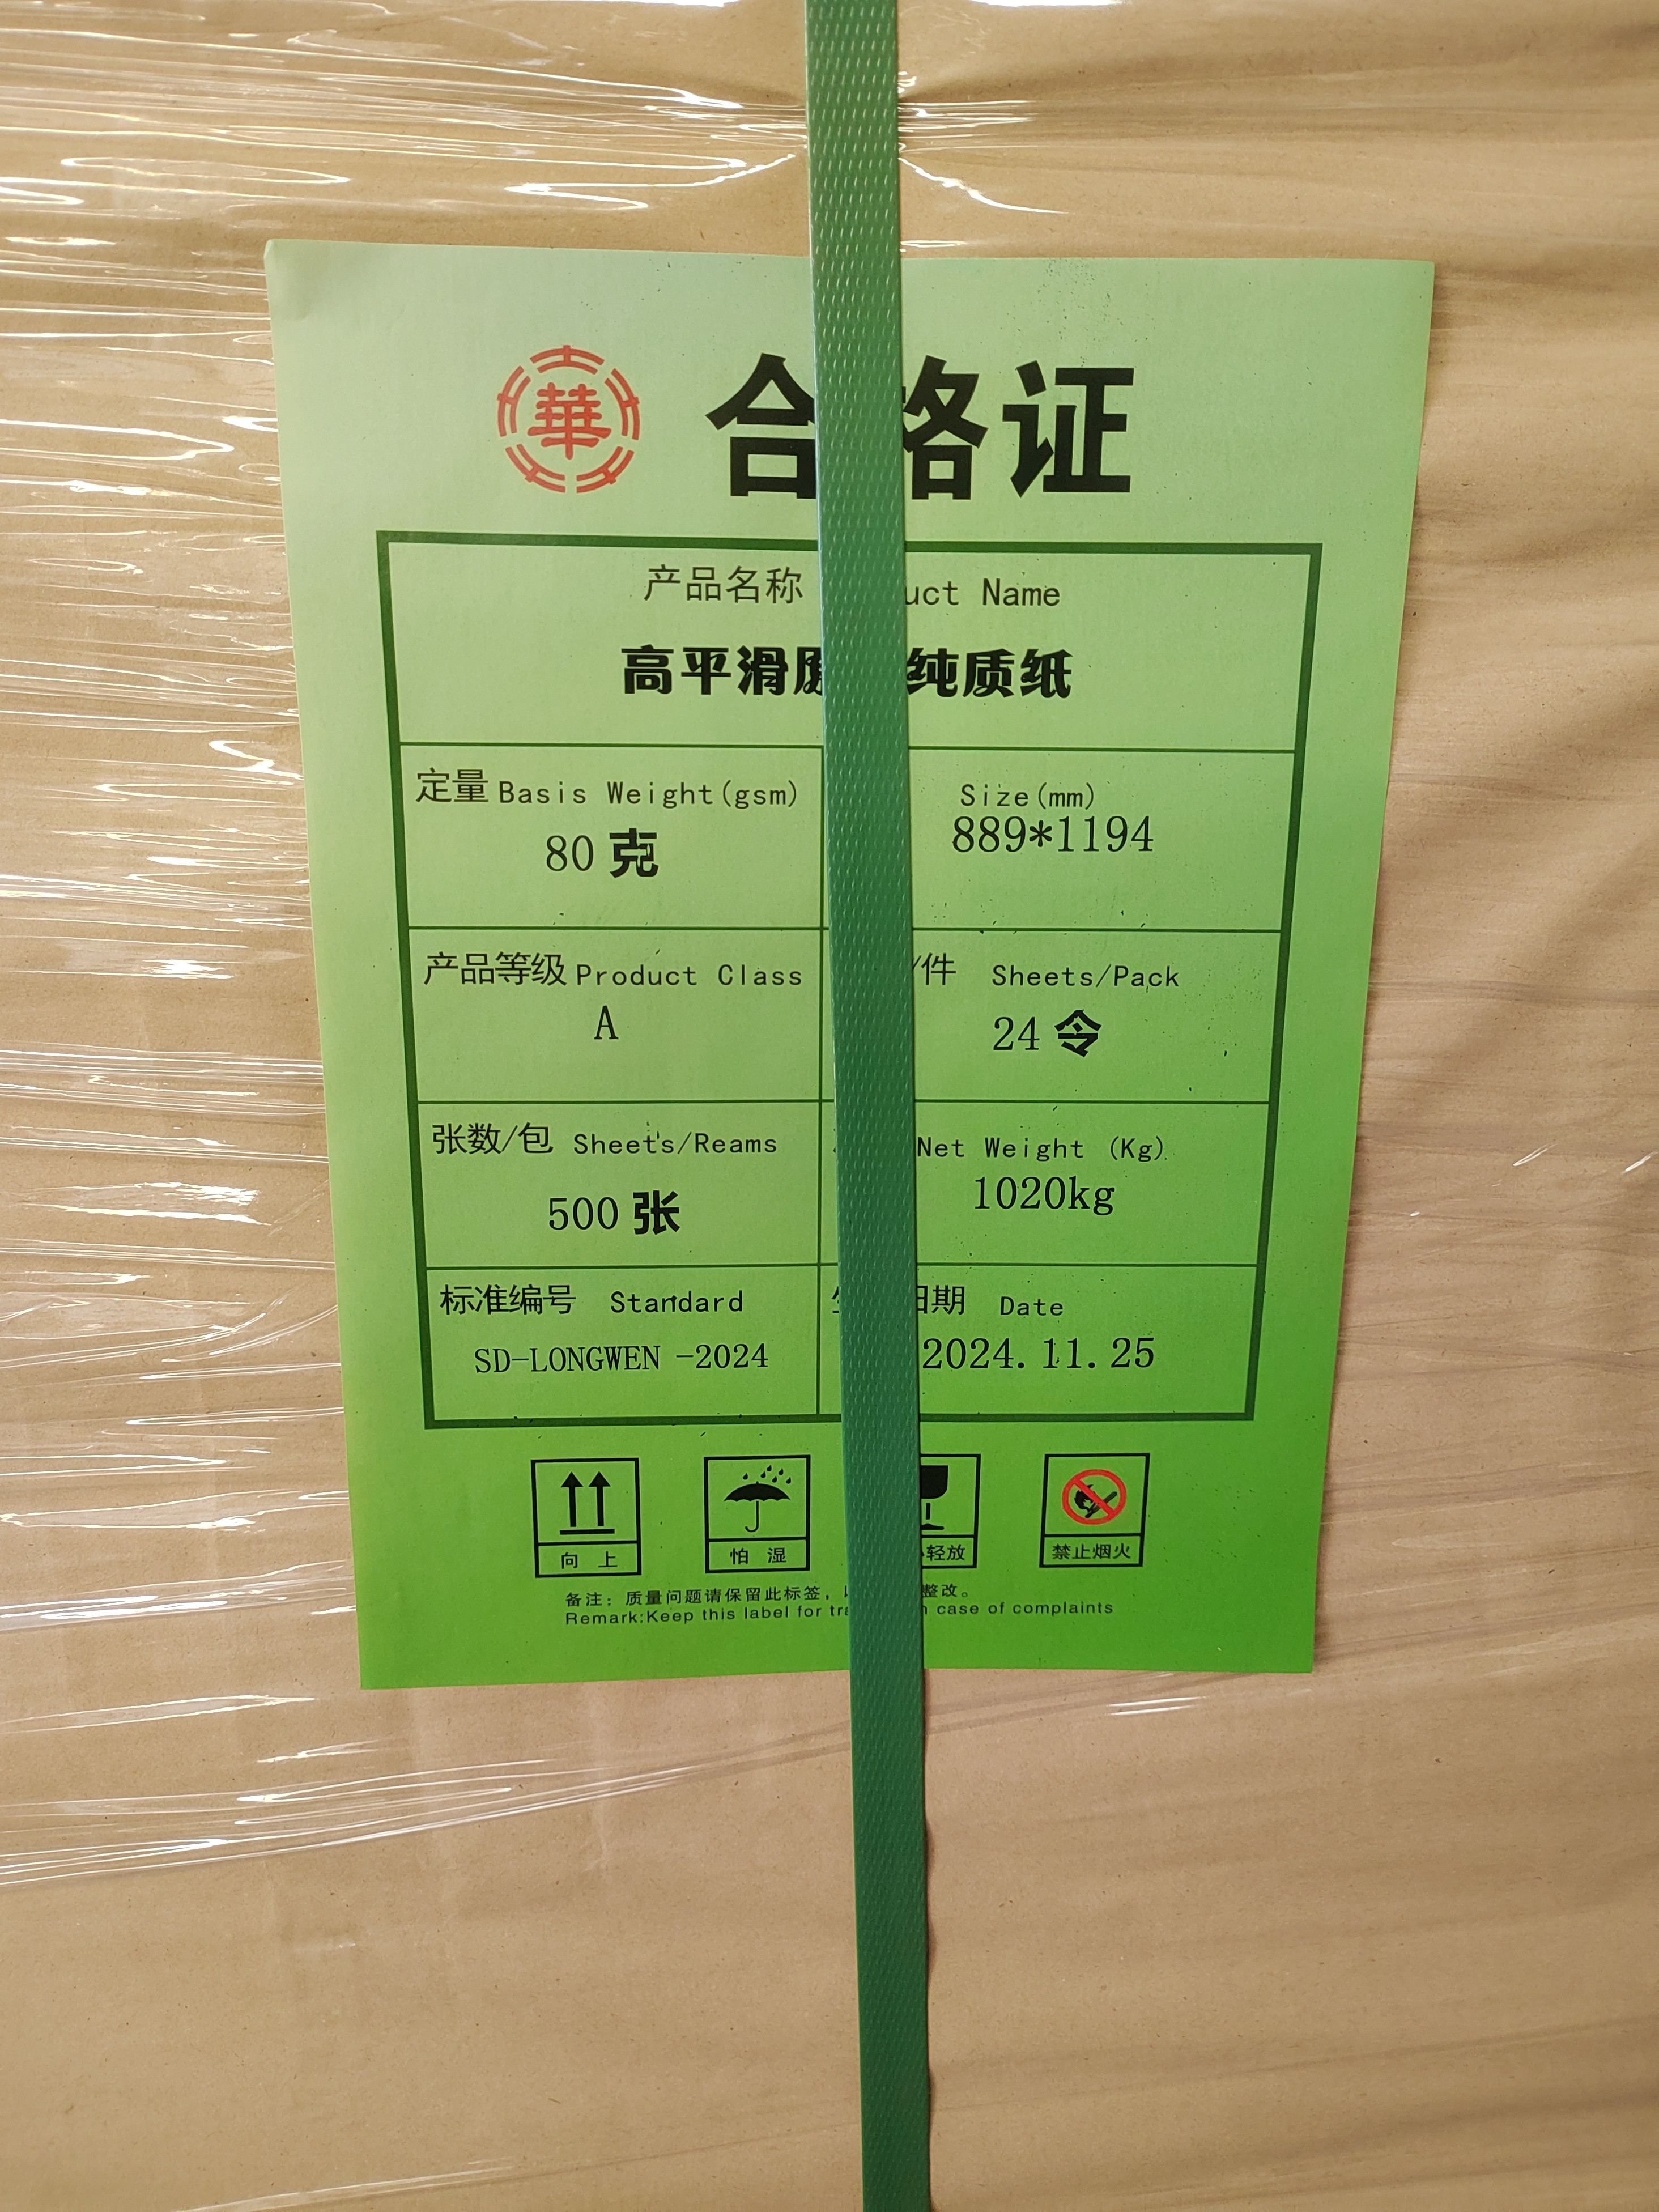 華 合格证
产品名称 uct Name
高平滑 纯质纸
定量 Basis Weight(gsm)
80 克
Size(mm)
889*1194
产品等级 Product Class
A
/件 Sheets/Pack
24 令
张数/包 Sheets/Reams
500 张
Net Weight (Kg)
1020kg
标准编号 Standard
SD-LONGWEN -2024
日期 Date
2024.11.25
向上
怕湿
轻放
禁止烟火
备注：质量问题请保留此标签， 整改。
Remark:Keep this label for case of complaints